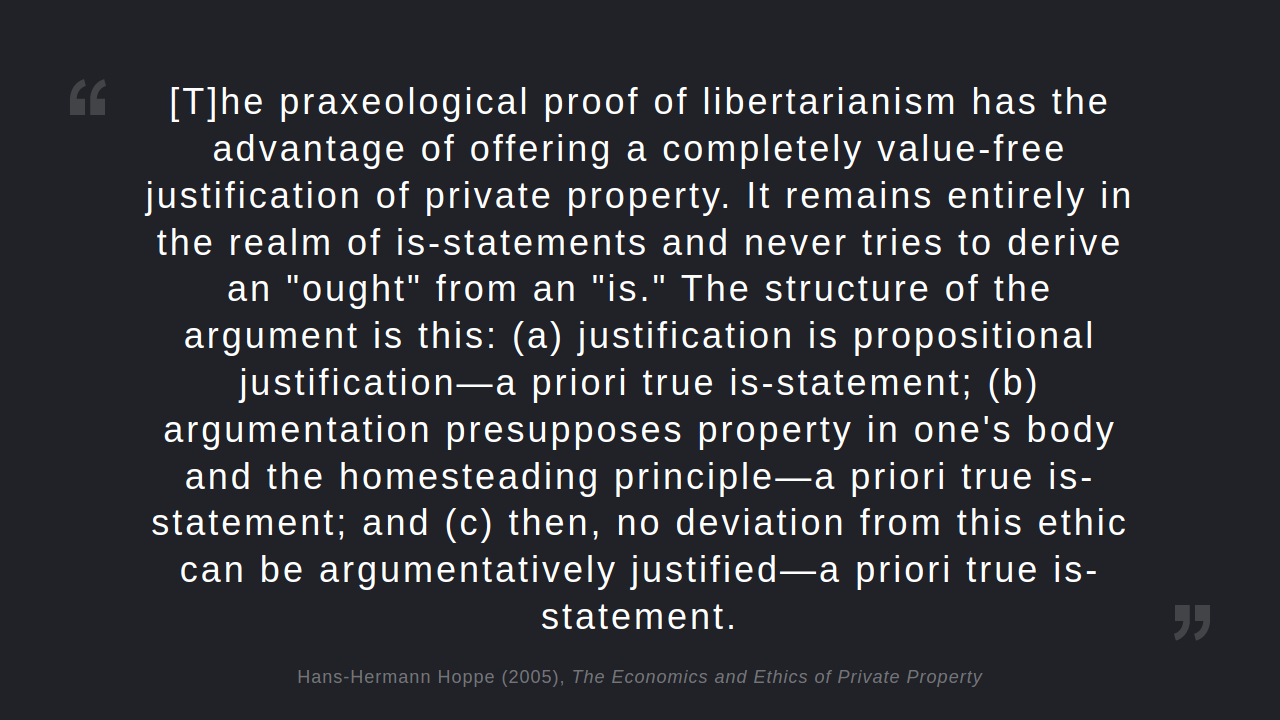 “
[T]he praxeological proof of libertarianism has the
advantage of offering a completely value-free
justification of private property. It remains entirely in
the realm of is-statements and never tries to derive
an "ought" from an "is." The structure of the
argument is this: (a) justification is propositional
justification—a priori true is-statement; (b)
argumentation presupposes property in one's body
and the homesteading principle—a priori true is-
statement; and (c) then, no deviation from this ethic
can be argumentatively justified—a priori true is-
statement.
”
Hans-Hermann Hoppe (2005), The Economics and Ethics of Private Property